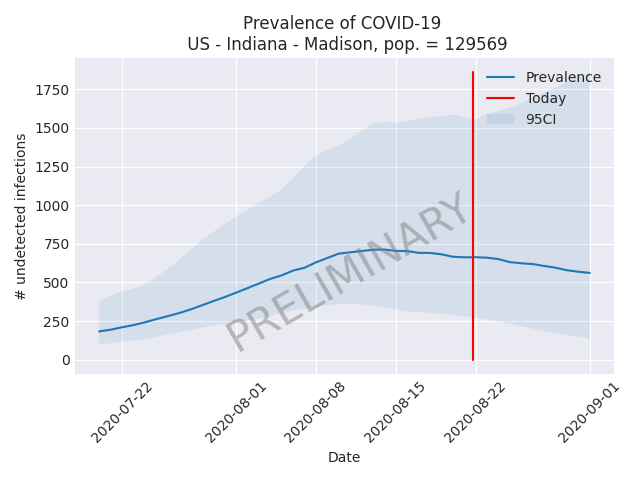 Prevalence of COVID-19
US - Indiana - Madison, pop. = 129569
# undetected infections
1750
1500
1250
1000
750
500
250
0
Prevalence
Today
95CI
PRELIMINARY
2020-07-22
2020-08-01
2020-08-08
2020-08-15
2020-08-22
2020-09-01
Date